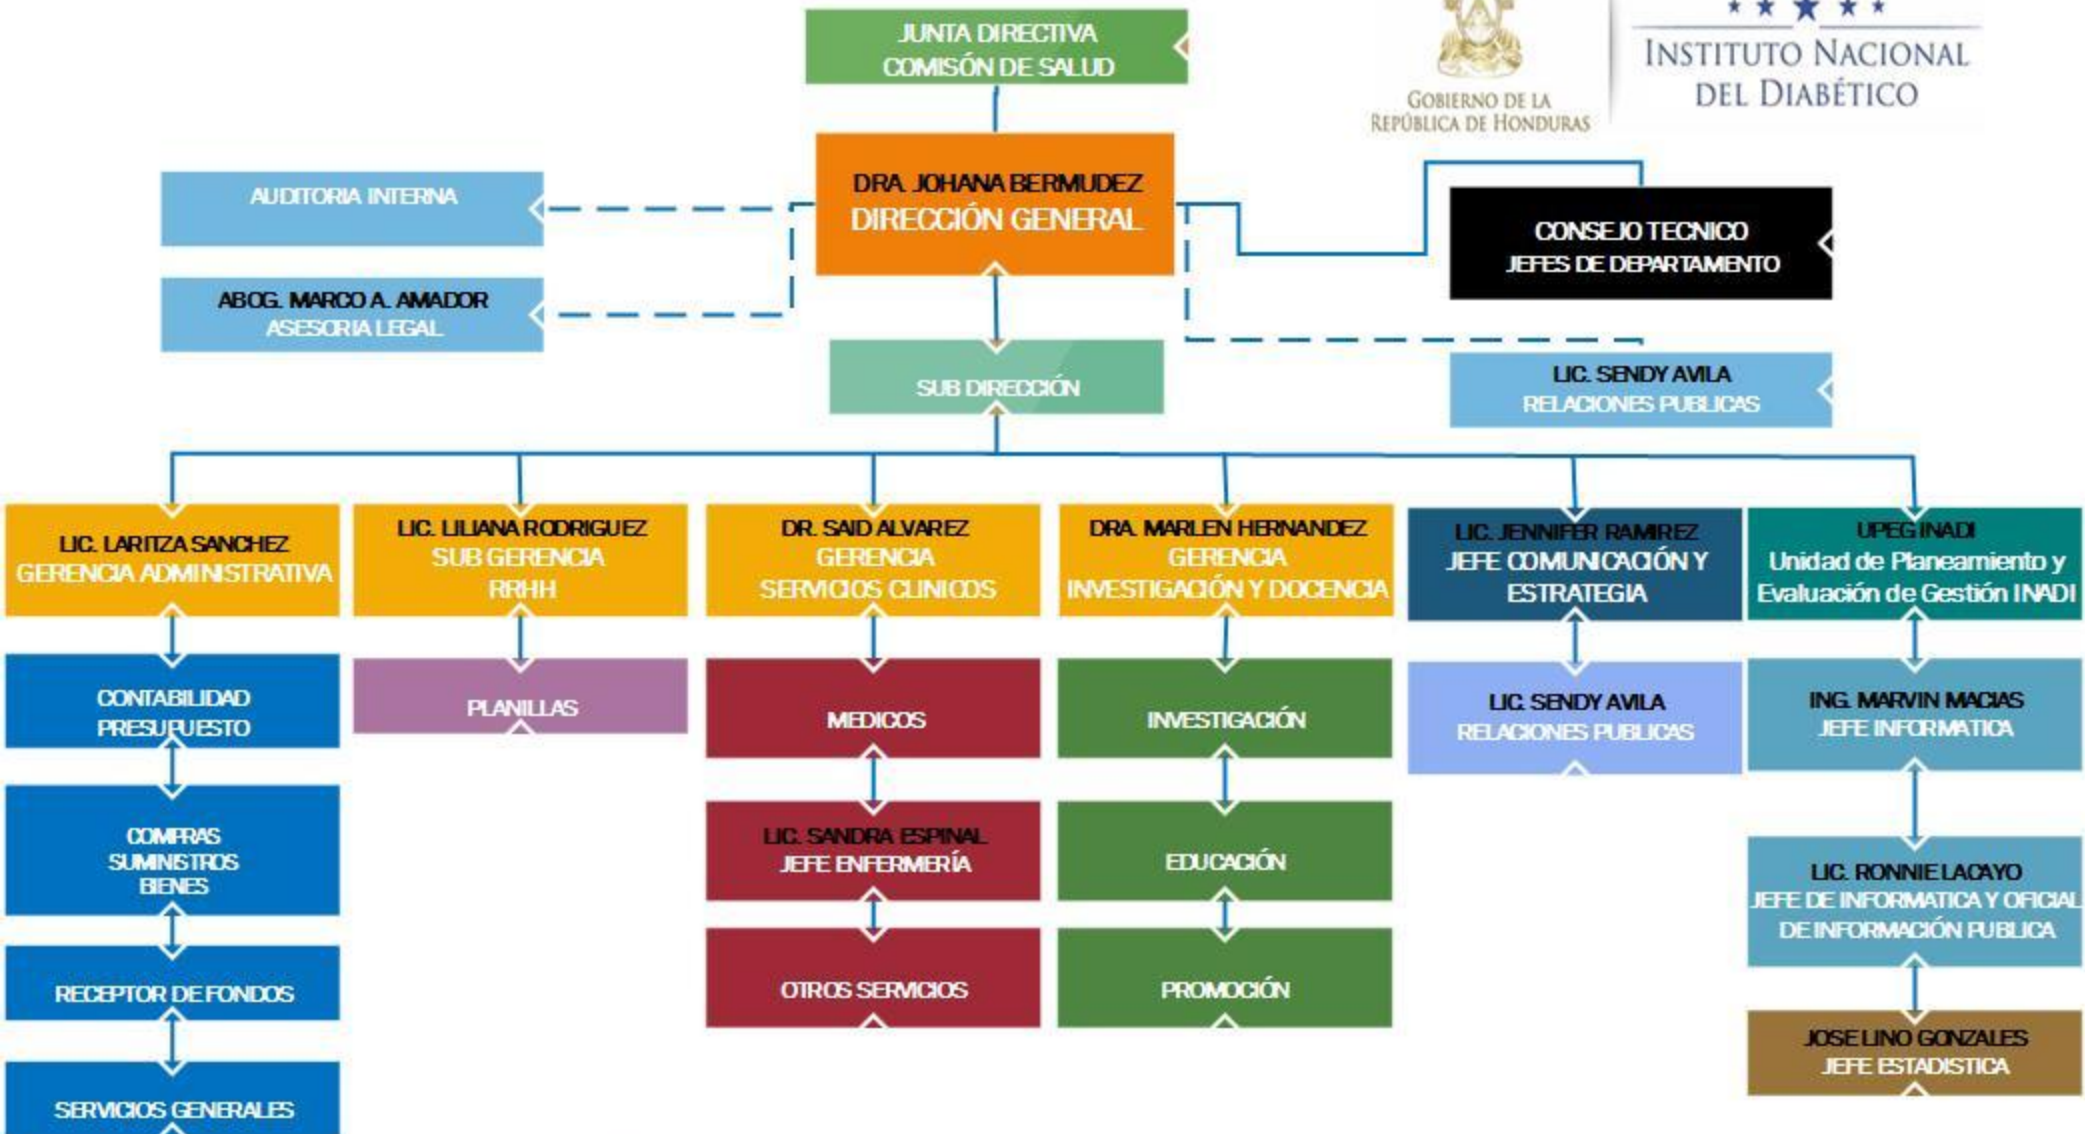 JUNTA DIRECTIVA
COMISÓN DE SALUD
GOBIERNO DE LA
REPÚBLICA DE HONDURAS
INSTITUTO NACIONAL
DEL DIABÉTICO
AUDITORIA INTERNA
DRA. JOHANA BERMUDEZ
DIRECCIÓN GENERAL
CONSEJO TECNICO
JEFES DE DEPARTAMENTO
ABOG. MARCO A. AMADOR
ASESORIA LEGAL
SUB DIRECCIÓN
LIC. SENDY AVILA
RELACIONES PUBLICAS
LIC. LARITZA SANCHEZ
GERENCIA ADMINISTRATIVA
LIC. LILIANA RODRIGUEZ
SUB GERENCIA
RRHH
DR. SAID ALVAREZ
GERENCIA
SERVICIOS CLINICOS
DRA. MARLEN HERNANDEZ
GERENCIA
INVESTIGACIÓN Y DOCENCIA
LIC. JENNIFER RAMIREZ
JEFE COMUNICACIÓN Y
ESTRATEGIA
UPEG INADI
Unidad de Planeamiento y
Evaluación de Gestión INADI
CONTABILIDAD
PRESUPUESTO
PLANILLAS
MEDICOS
INVESTIGACIÓN
LIC. SENDY AVILA
RELACIONES PUBLICAS
ING. MARVIN MACIAS
JEFE INFORMATICA
COMPRAS
SUMINISTROS
BIENES
LIC. SANDRA ESPINAL
JEFE ENFERMERÍA
EDUCACIÓN
LIC. RONNIE LACAYO
JEFE DE INFORMATICA Y OFICIAL
DE INFORMACIÓN PUBLICA
RECEPTOR DE FONDOS
OTROS SERVICIOS
PROMOCIÓN
JOSE LINO GONZALES
JEFE ESTADISTICA
SERVICIOS GENERALES